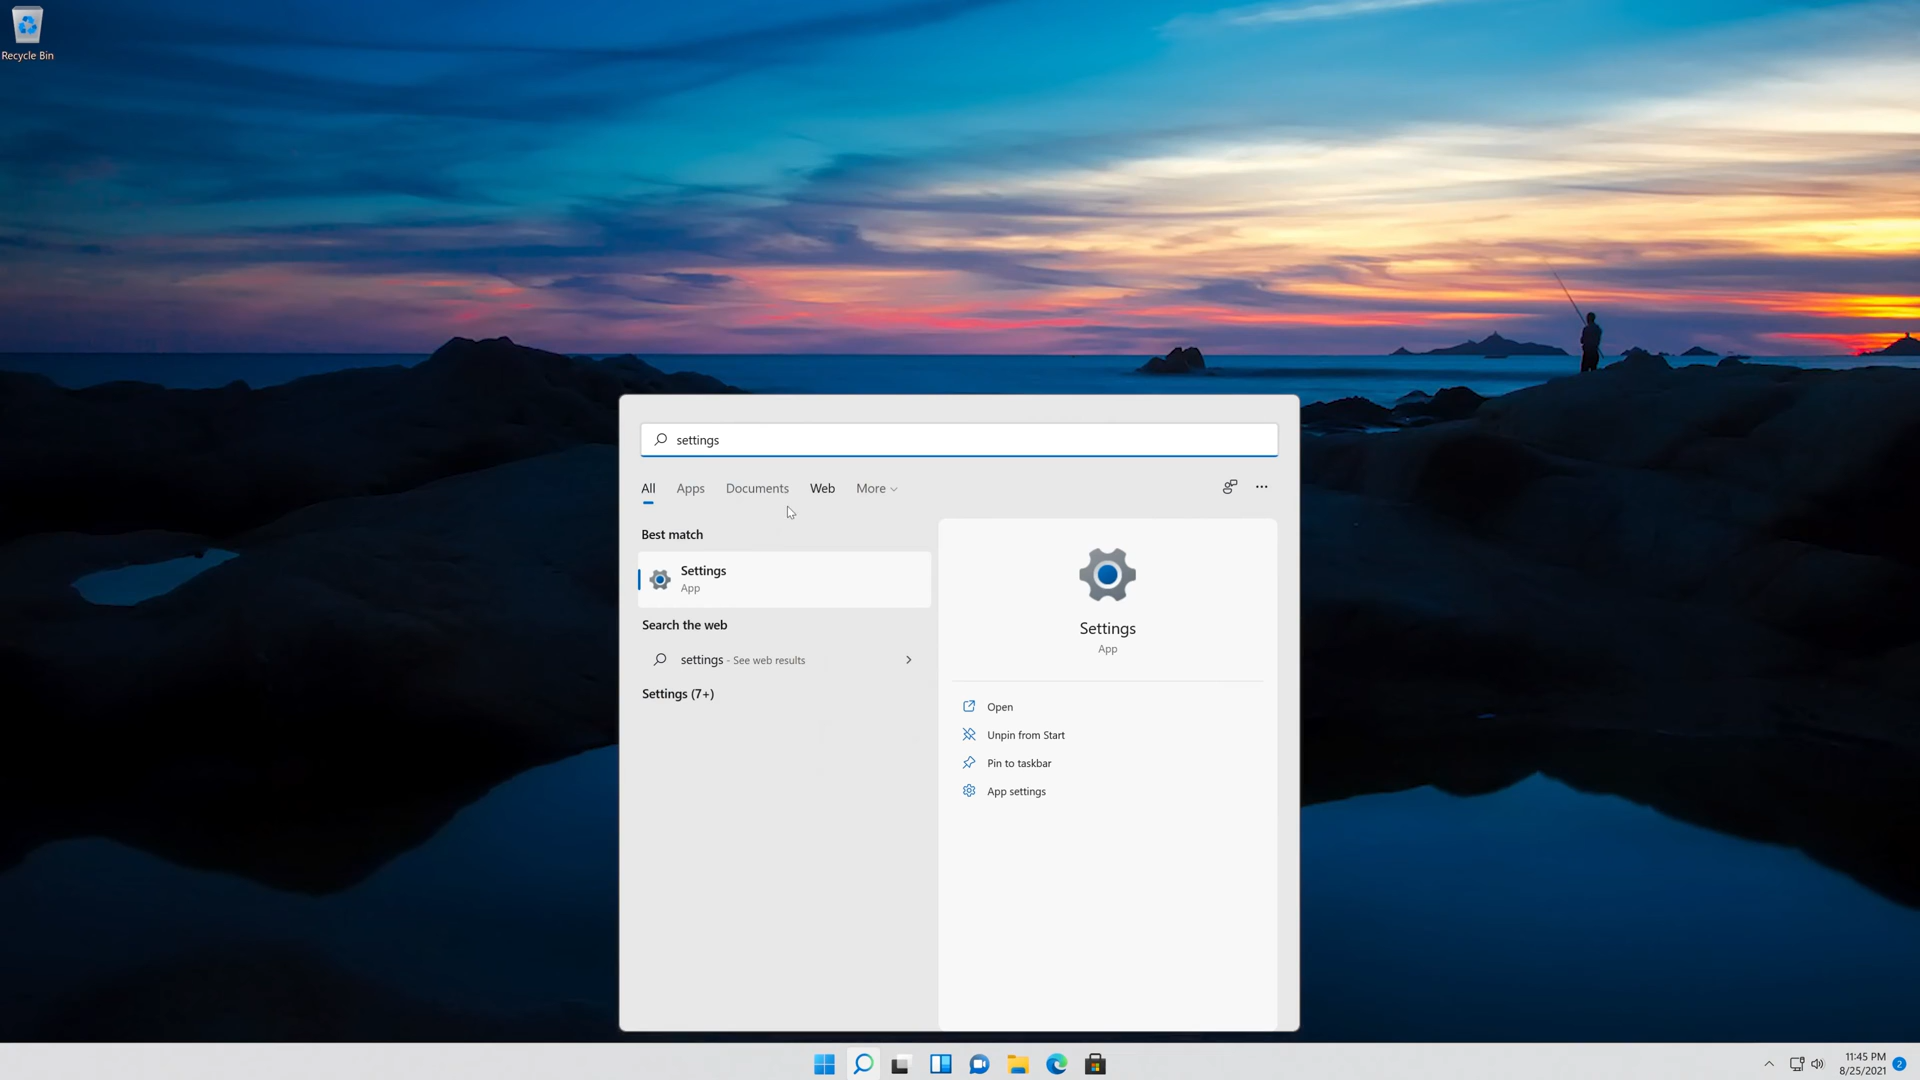 Recycle Bin
settings
All Apps Documents Web More
Best match
Settings
App
Search the web
settings - See web results
Settings (7+)
Settings
App
Open
Unpin from Start
Pin to taskbar
App settings
11:45 PM
8/25/2021
2